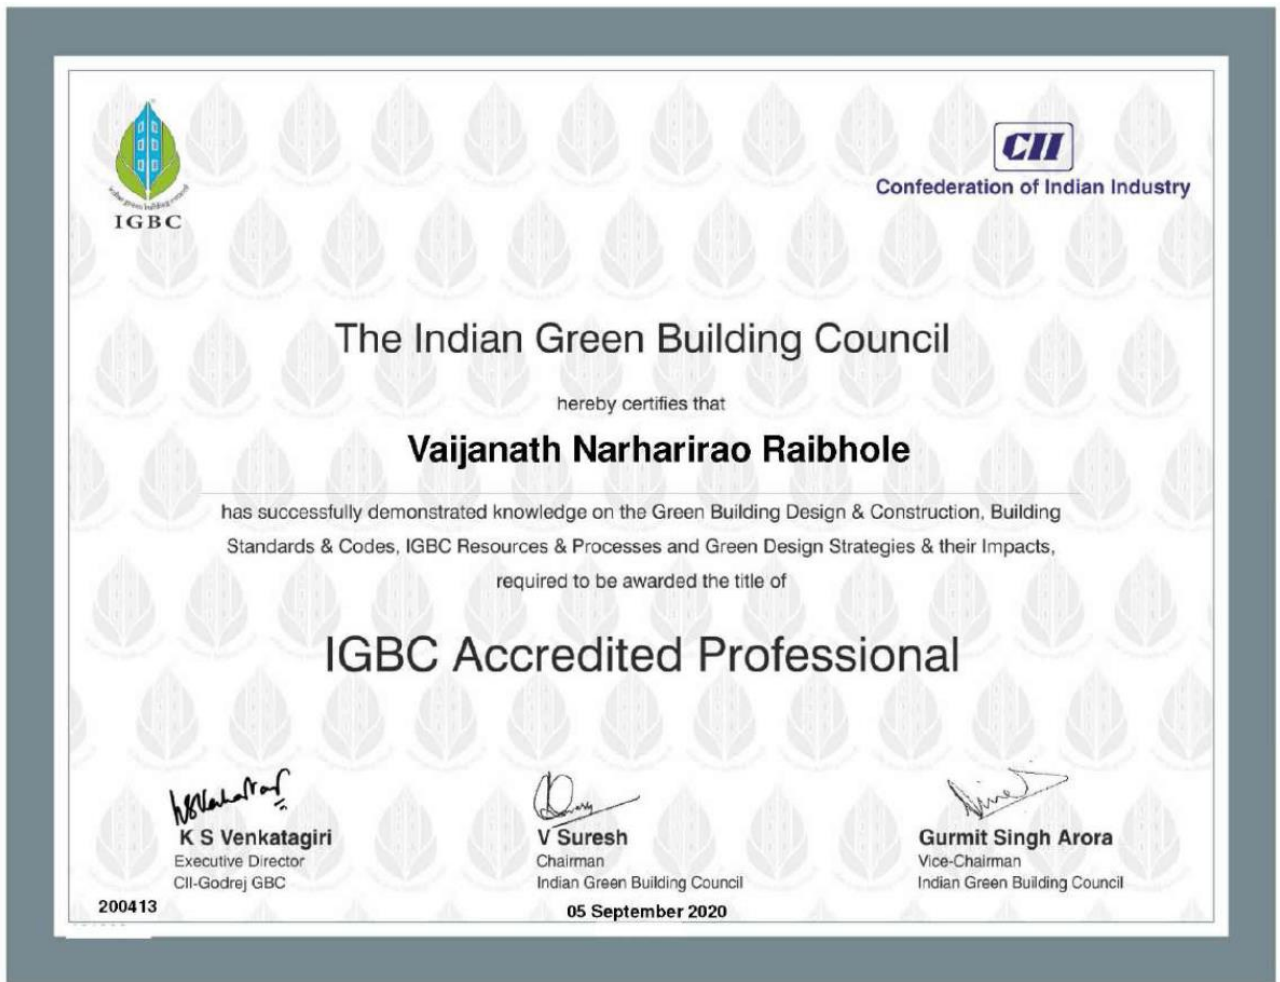 IGBC
CII
Confederation of Indian Industry
The Indian Green Building Council
hereby certifies that
Vaijanath Narharirao Raibhole
has successfully demonstrated knowledge on the Green Building Design & Construction, Building
Standards & Codes, IGBC Resources & Processes and Green Design Strategies & their Impacts,
required to be awarded the title of
IGBC Accredited Professional
K S Venkatagiri
Executive Director
CII-Godrej GBC
V Suresh
Chairman
Indian Green Building Council
Gurmit Singh Arora
Vice-Chairman
Indian Green Building Council
200413
05 September 2020